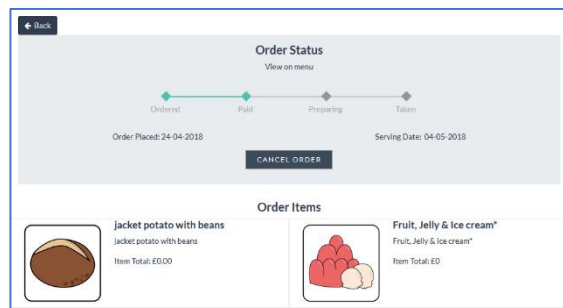 Back
Order Status
View on menu
Ordered Paid Preparing Taken
Order Placed: 24-04-2018 Serving Date: 04-05-2018
CANCEL ORDER
Order Items
jacket potato with beans
jacket potato with beans
Item Total: £0.00
Fruit, Jelly & Ice cream*
Fruit, Jelly & Ice cream*
Item Total: £0